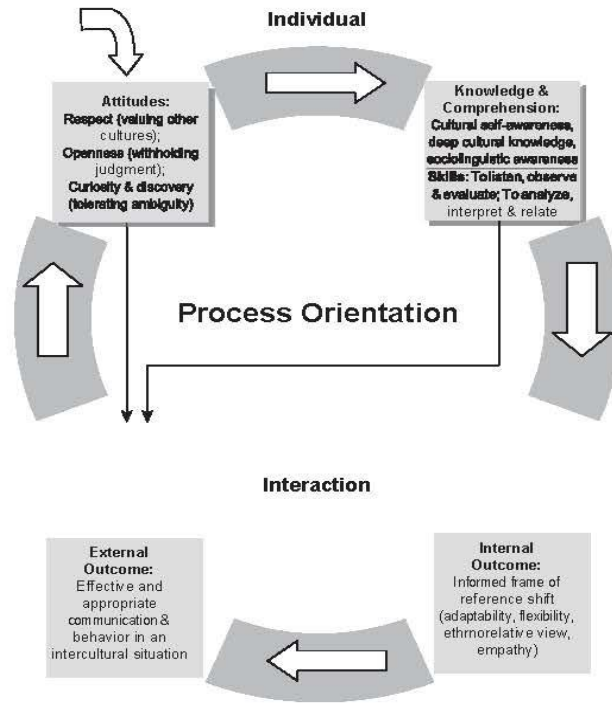 Individual
Attitudes:
Respect (valuing other
cultures);
Openness (withholding
judgment);
Curiosity & discovery
(tolerating ambiguity)
Knowledge &
Comprehension:
Cultural self-awareness,
deep cultural knowledge,
sociolinguistic awareness
Skills: To listen, observe
& evaluate; To analyze,
interpret & relate
Process Orientation
Interaction
External
Outcome:
Effective and
appropriate
communication &
behavior in an
intercultural situation
Internal
Outcome:
Informed frame of
reference shift
(adaptability, flexibility,
ethrnorelative view,
empathy)